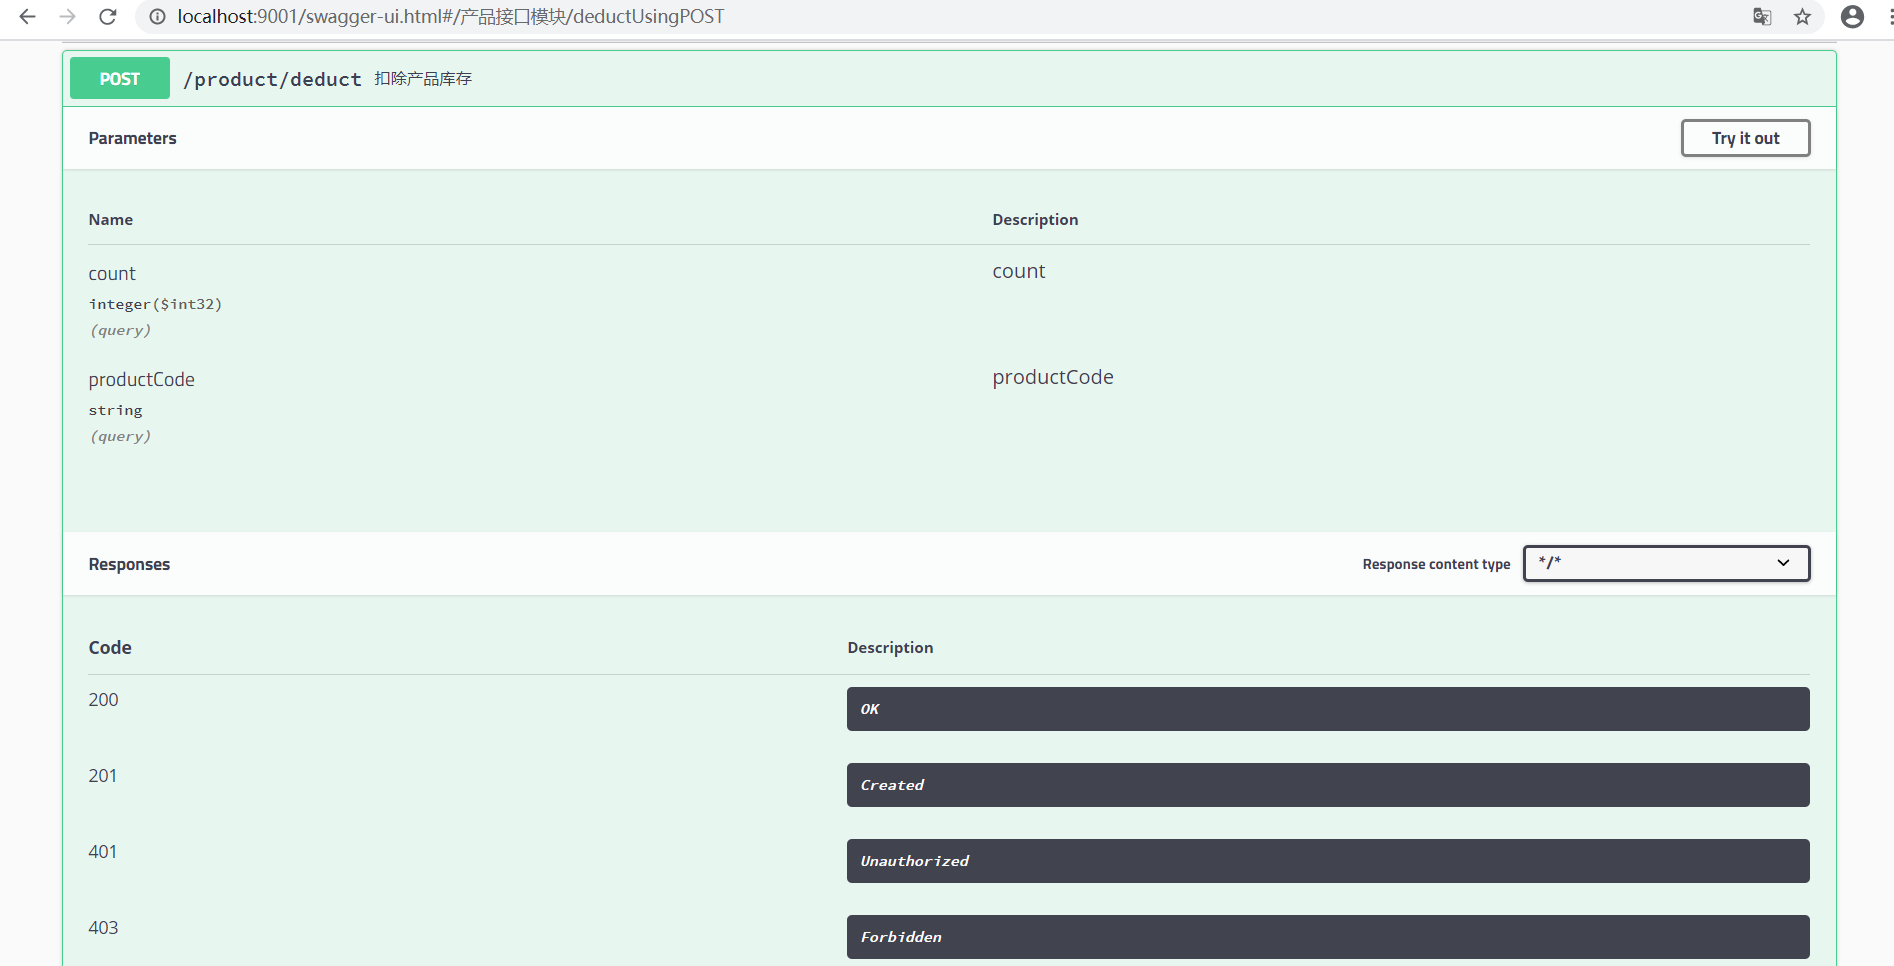 localhost:9001/swagger-ui.html#/产品接口模块/deductUsingPOST
POST /product/deduct 扣除产品库存
Parameters Try it out
Name Description
count count
integer($int32)
(query)
productCode productCode
string
(query)
Responses Response content type */*
Code Description
200 OK
201 Created
401 Unauthorized
403 Forbidden